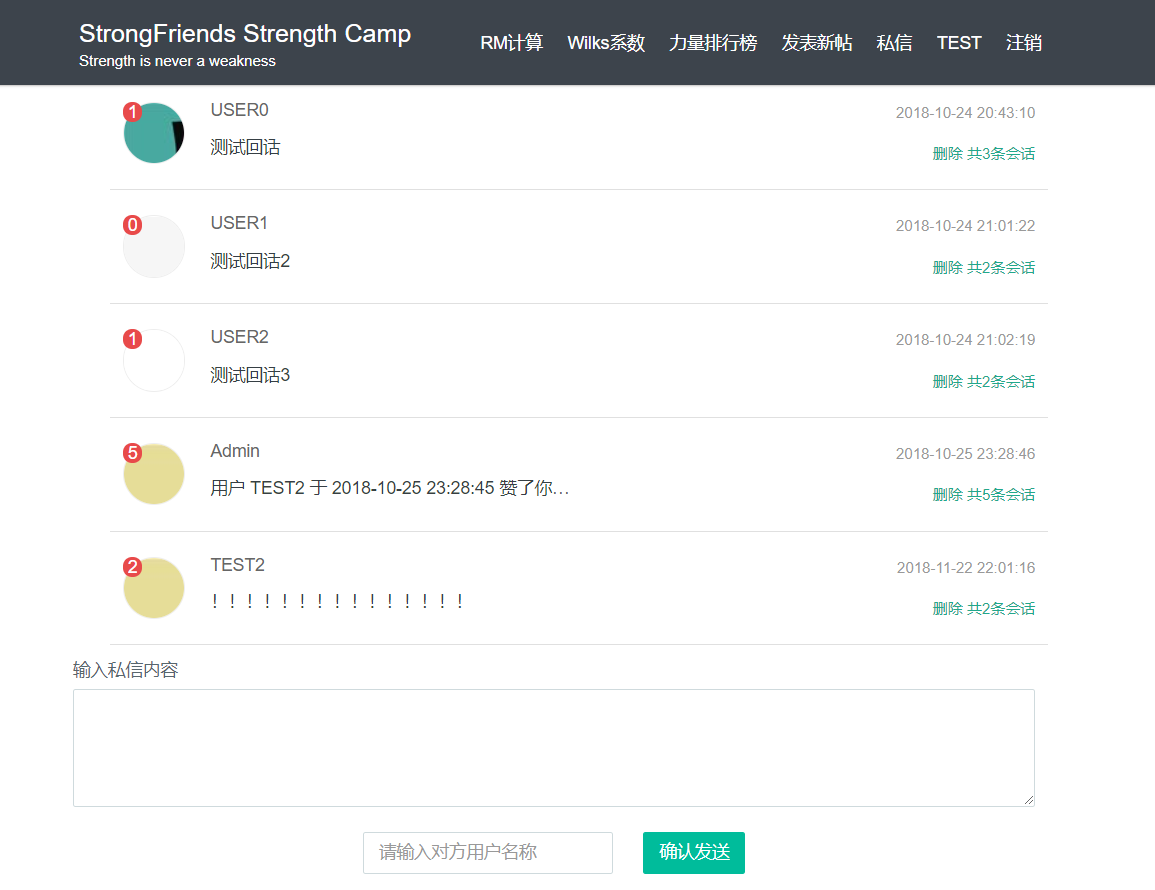 StrongFriends Strength Camp
Strength is never a weakness
RM计算 Wilks系数 力量排行榜 发表新帖 私信 TEST 注销
1 USER0 2018-10-24 20:43:10
测试回话 删除 共3条会话
0 USER1 2018-10-24 21:01:22
测试回话2 删除 共2条会话
1 USER2 2018-10-24 21:02:19
测试回话3 删除 共2条会话
5 Admin 2018-10-25 23:28:46
用户 TEST2 于 2018-10-25 23:28:45 赞了你… 删除 共5条会话
2 TEST2 2018-11-22 22:01:16
！！！！！！！！！！！！！！！ 删除 共2条会话
输入私信内容
请输入对方用户名称 确认发送